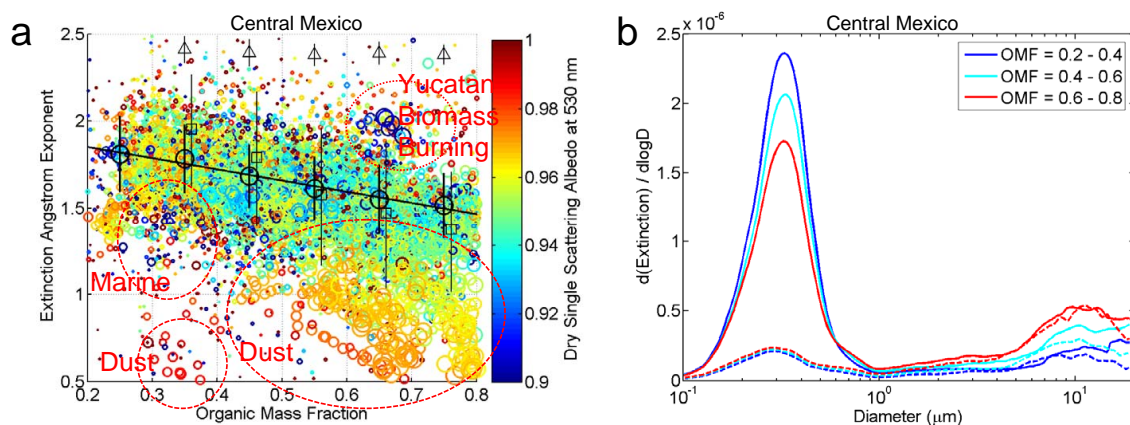 a
Central Mexico
2.5
2
1.5
1
0.5
Extinction Angstrom Exponent
0.2
0.3
0.4
0.5
0.6
0.7
0.8
Organic Mass Fraction
Yucatan
Biomass
Burning
Marine
Dust
Dust
1
0.98
0.96
0.94
0.92
0.9
Dry Single Scattering Albedo at 530 nm
b
Central Mexico
x 10⁻⁶
2.5
2
1.5
1
0.5
0
d(Extinction) / dlogD
10⁻¹
10⁰
10¹
Diameter (μm)
OMF = 0.2 - 0.4
OMF = 0.4 - 0.6
OMF = 0.6 - 0.8